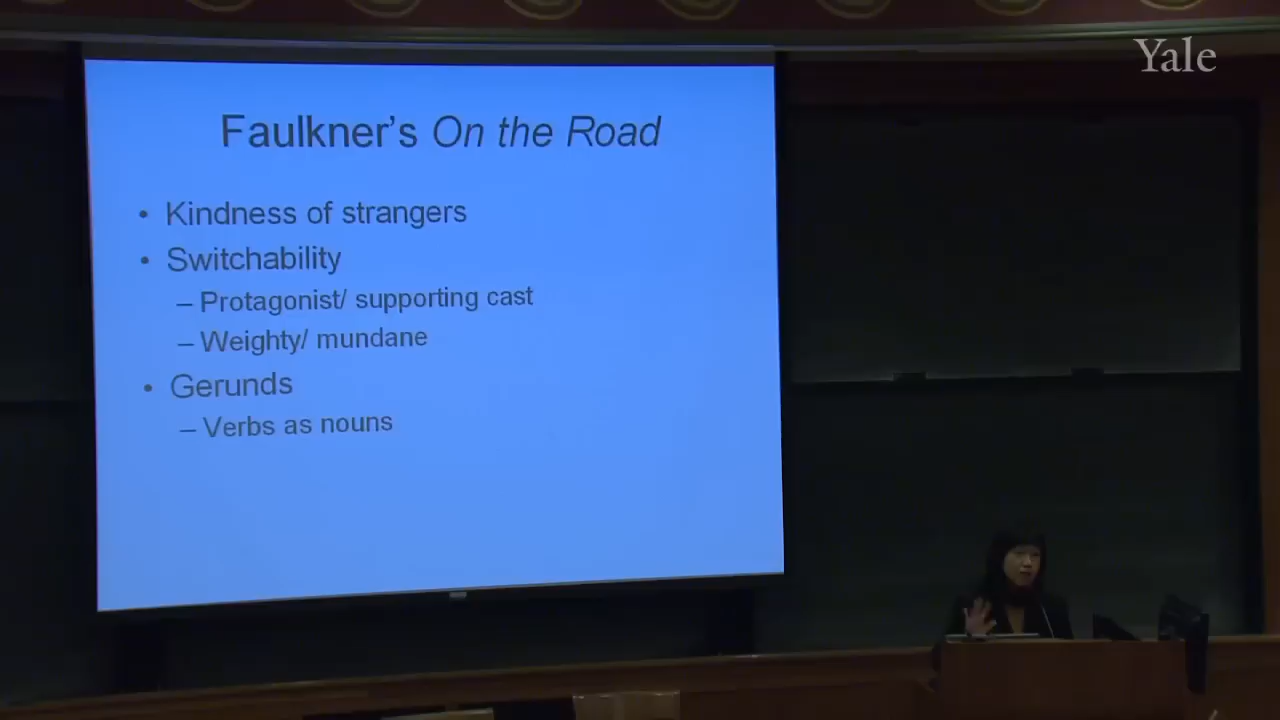 Yale
Faulkner's On the Road
• Kindness of strangers
• Switchability
– Protagonist/ supporting cast
– Weighty/ mundane
• Gerunds
– Verbs as nouns